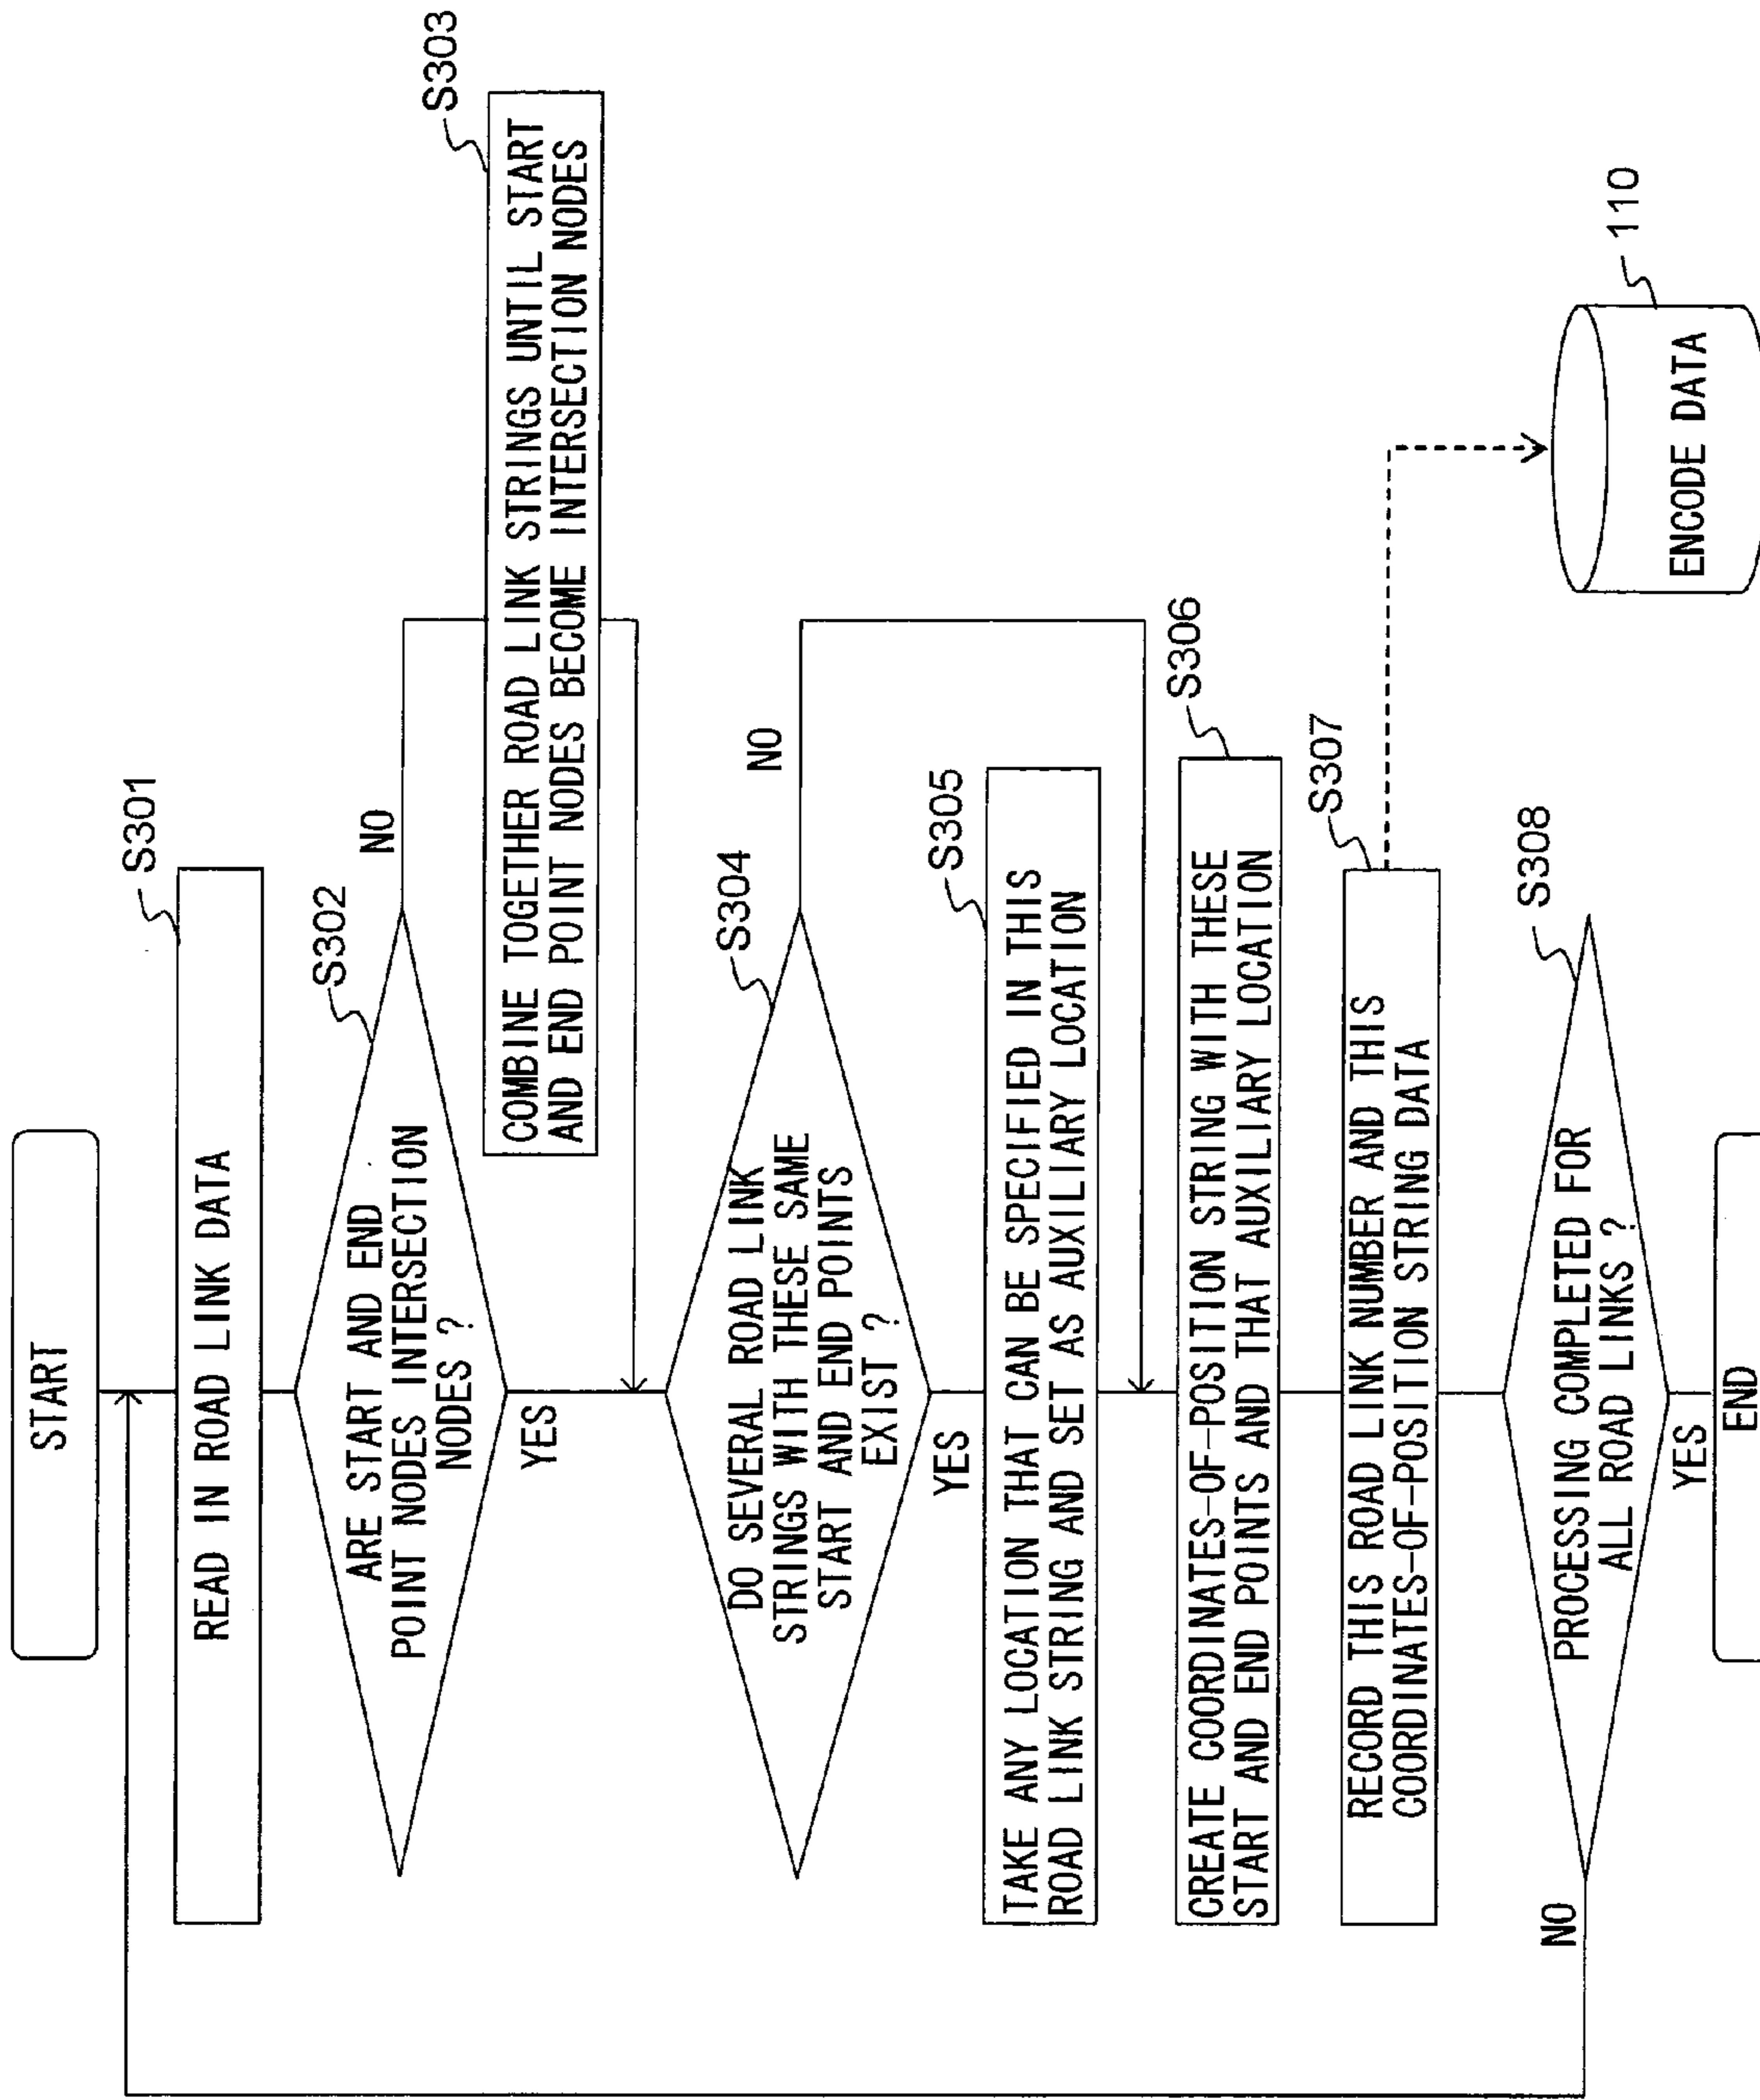 START
S301
READ IN ROAD LINK DATA
S302
ARE START AND END
POINT NODES INTERSECTION
NODES ?
NO
YES
S303
COMBINE TOGETHER ROAD LINK STRINGS UNTIL START
AND END POINT NODES BECOME INTERSECTION NODES
S304
DO SEVERAL ROAD LINK
STRINGS WITH THESE SAME
START AND END POINTS
EXIST ?
NO
YES
S305
TAKE ANY LOCATION THAT CAN BE SPECIFIED IN THIS
ROAD LINK STRING AND SET AS AUXILIARY LOCATION
S306
CREATE COORDINATES-OF-POSITION STRING WITH THESE
START AND END POINTS AND THAT AUXILIARY LOCATION
S307
RECORD THIS ROAD LINK NUMBER AND THIS
COORDINATES-OF-POSITION STRING DATA
110
ENCODE DATA
S308
PROCESSING COMPLETED FOR
ALL ROAD LINKS ?
NO
YES
END